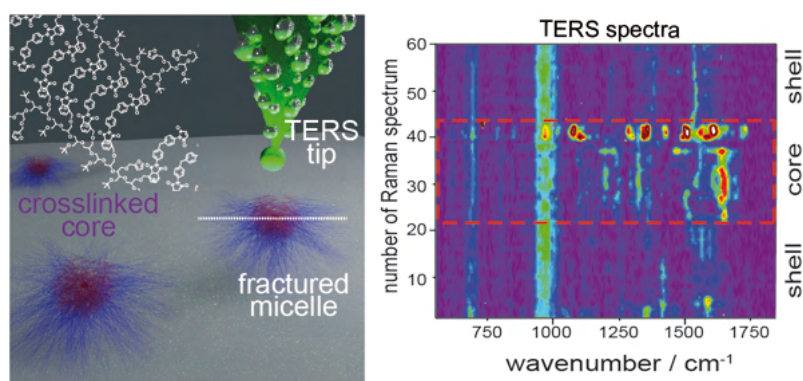 TERS
tip
crosslinked
core
fractured
micelle
TERS spectra
number of Raman spectrum
60
50
40
30
20
10
750
1000
1250
1500
1750
wavenumber / cm⁻¹
shell
core
shell